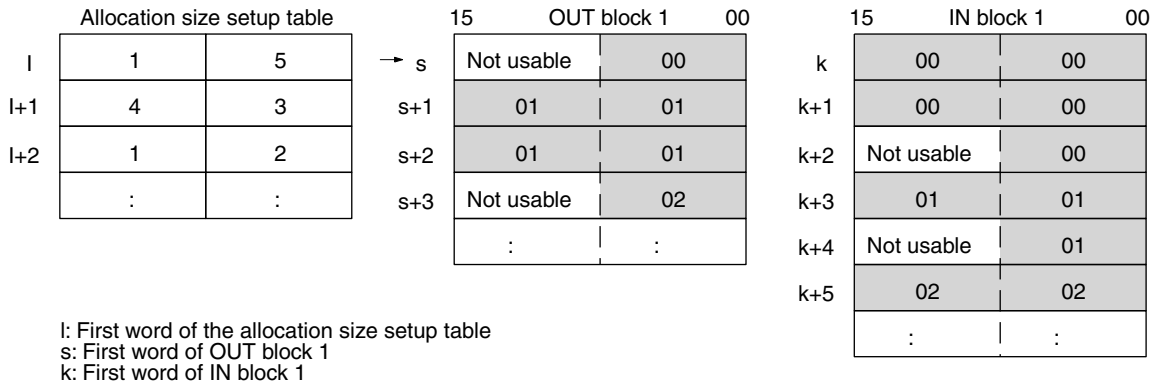 Allocation size setup table
l 1 5
l+1 4 3
l+2 1 2
: :
15 OUT block 1 00
s Not usable 00
s+1 01 01
s+2 01 01
s+3 Not usable 02
: :
15 IN block 1 00
k 00 00
k+1 00 00
k+2 Not usable 00
k+3 01 01
k+4 Not usable 01
k+5 02 02
: :
l: First word of the allocation size setup table
s: First word of OUT block 1
k: First word of IN block 1